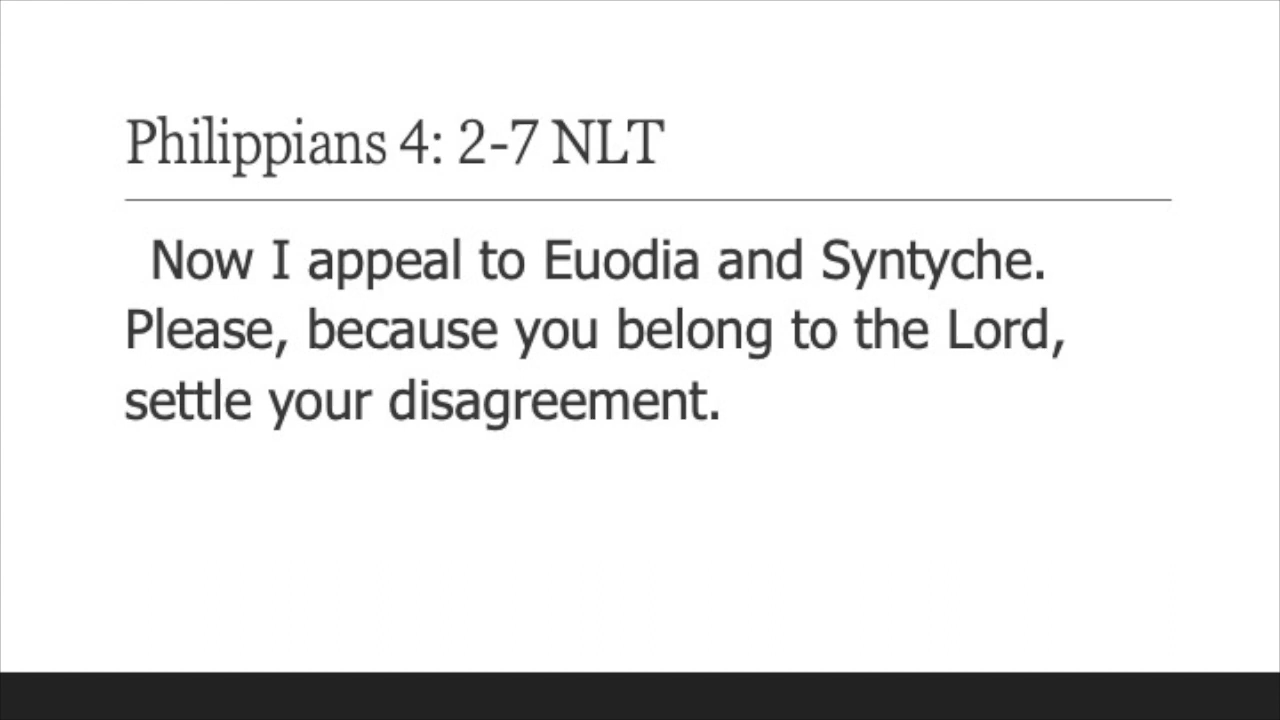 Philippians 4: 2-7 NLT
Now I appeal to Euodia and Syntyche.
Please, because you belong to the Lord,
settle your disagreement.